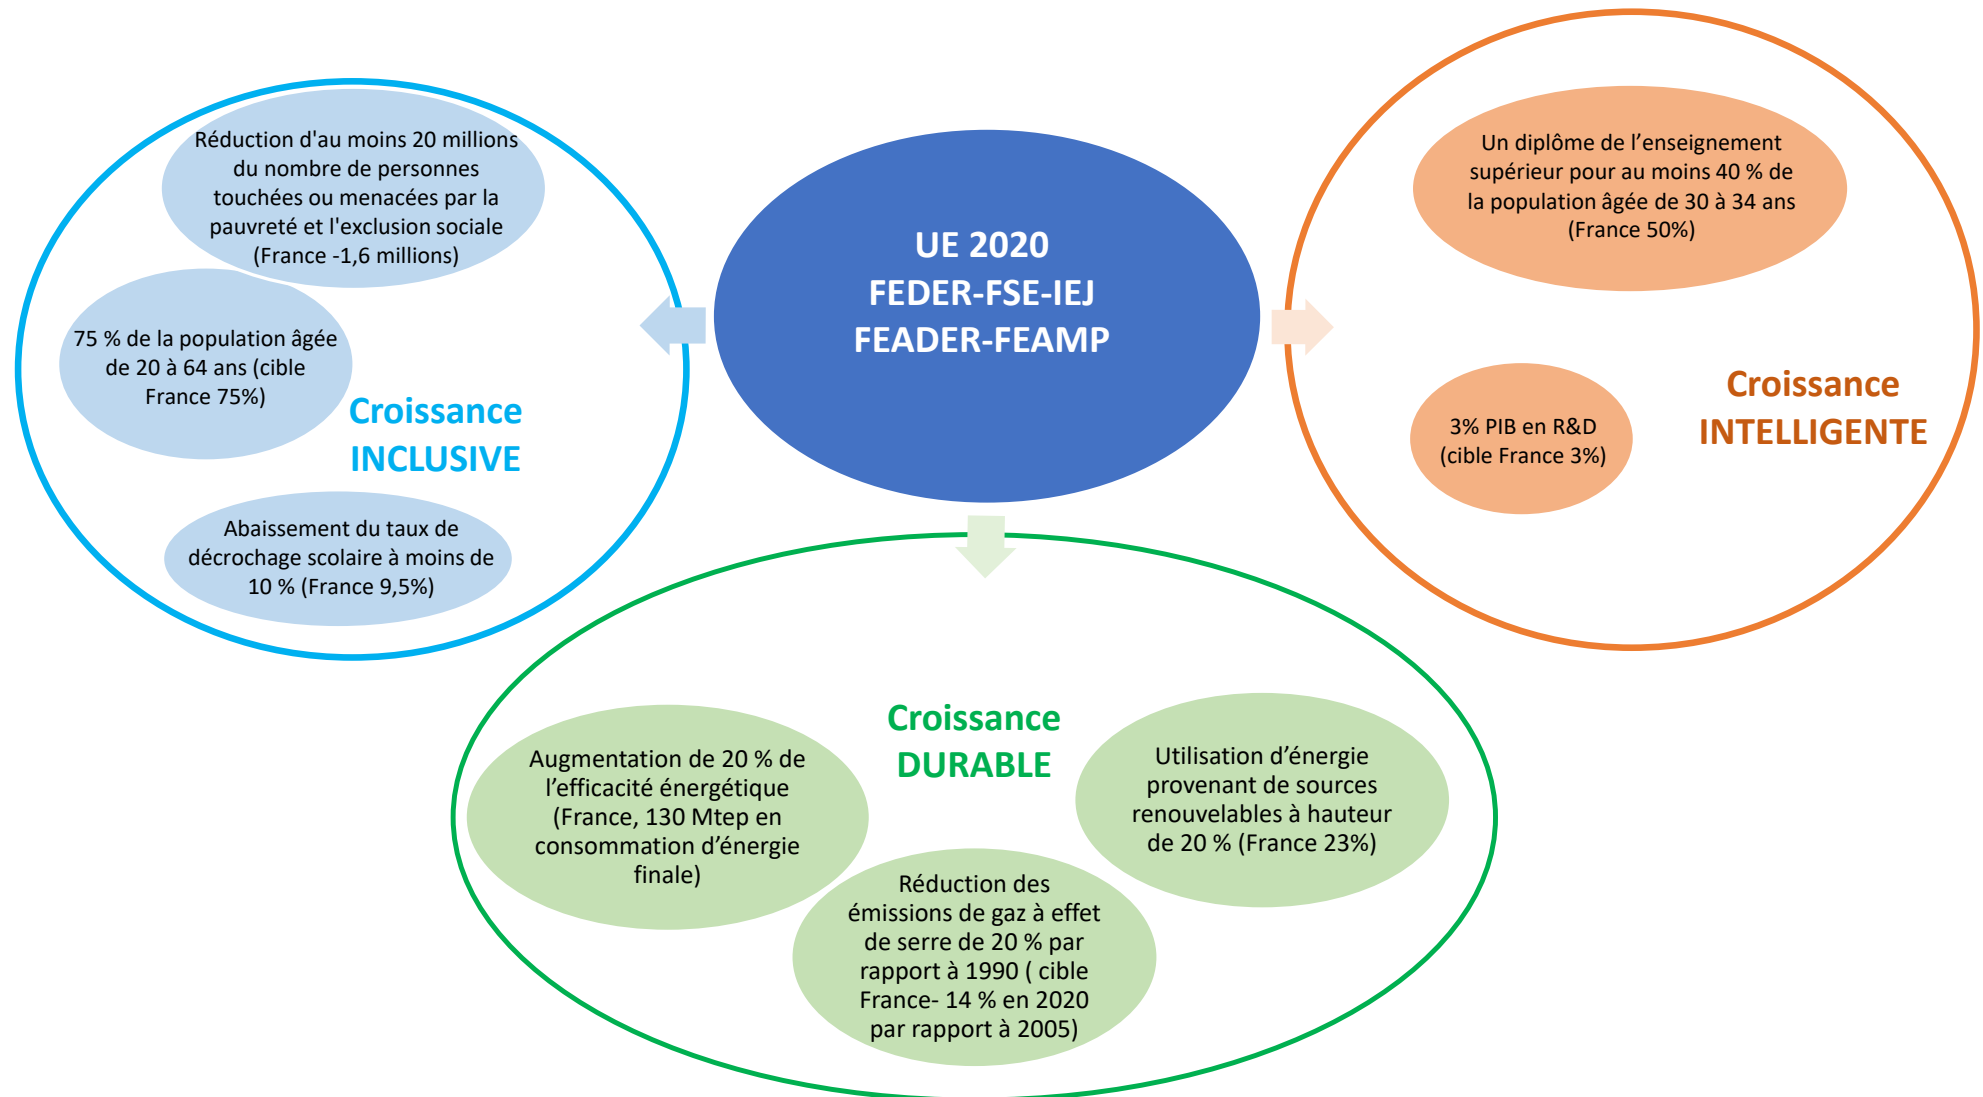 Réduction d'au moins 20 millions
du nombre de personnes
touchées ou menacées par la
pauvreté et l'exclusion sociale
(France -1,6 millions)
75 % de la population âgée
de 20 à 64 ans (cible
France 75%)
Croissance
INCLUSIVE
Abaissement du taux de
décrochage scolaire à moins de
10 % (France 9,5%)
UE 2020
FEDER-FSE-IEJ
FEADER-FEAMP
Un diplôme de l’enseignement
supérieur pour au moins 40 % de
la population âgée de 30 à 34 ans
(France 50%)
3% PIB en R&D
(cible France 3%)
Croissance
INTELLIGENTE
Croissance
DURABLE
Augmentation de 20 % de
l’efficacité énergétique
(France, 130 Mtep en
consommation d’énergie
finale)
Réduction des
émissions de gaz à effet
de serre de 20 % par
rapport à 1990 ( cible
France- 14 % en 2020
par rapport à 2005)
Utilisation d’énergie
provenant de sources
renouvelables à hauteur
de 20 % (France 23%)